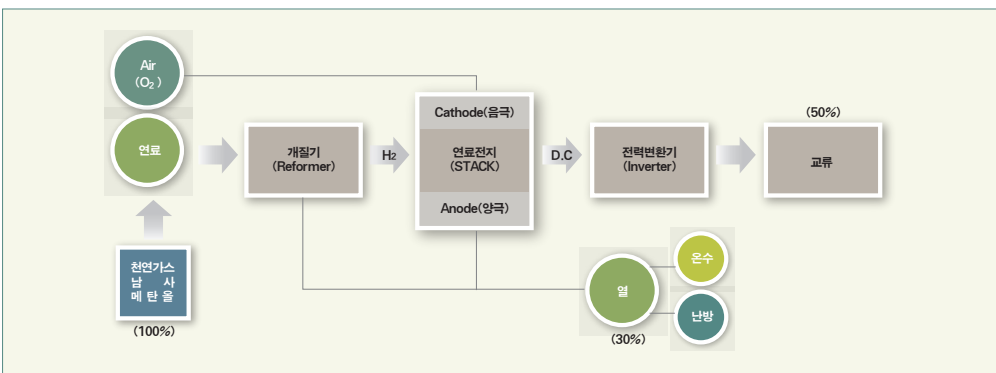 Air
(O₂)
연료
천연가스
남 사
메 탄 올
(100%)
개질기
(Reformer)
H₂
Cathode(음극)
연료전지
(STACK)
Anode(양극)
D.C
전력변환기
(Inverter)
(50%)
교류
열
(30%)
온수
난방